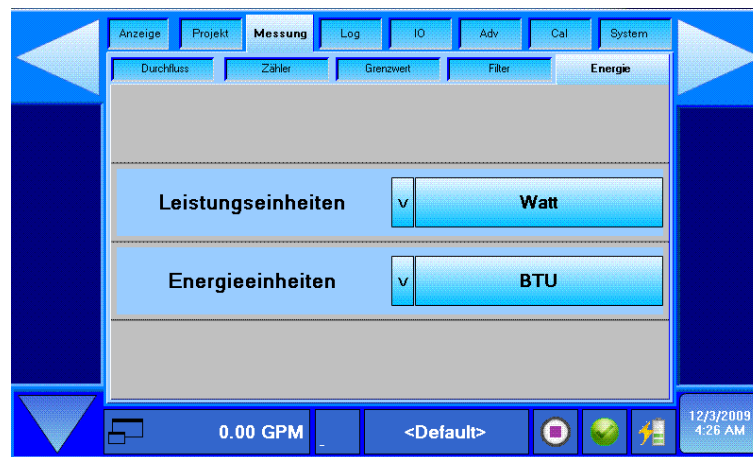 Anzeige Projekt Messung Log IO Adv Cal System
Durchfluss Zähler Grenzwert Filter Energie
Leistungseinheiten v Watt
Energieeinheiten v BTU
0.00 GPM _ <Default> 12/3/2009
4:26 AM